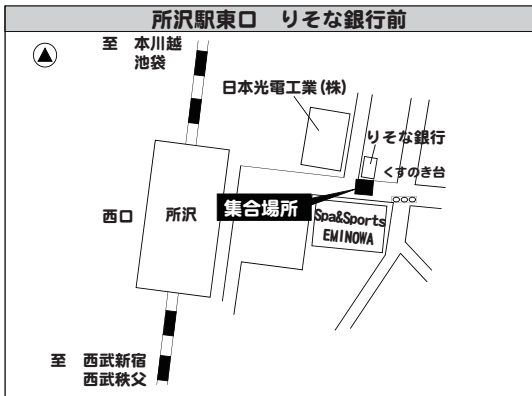 所沢駅東口　りそな銀行前
至　本川越
池袋
日本光電工業(株)
りそな銀行
くすのき台
集合場所
Spa&Sports
EMINOWA
西口
所沢
至　西武新宿
西武秩父